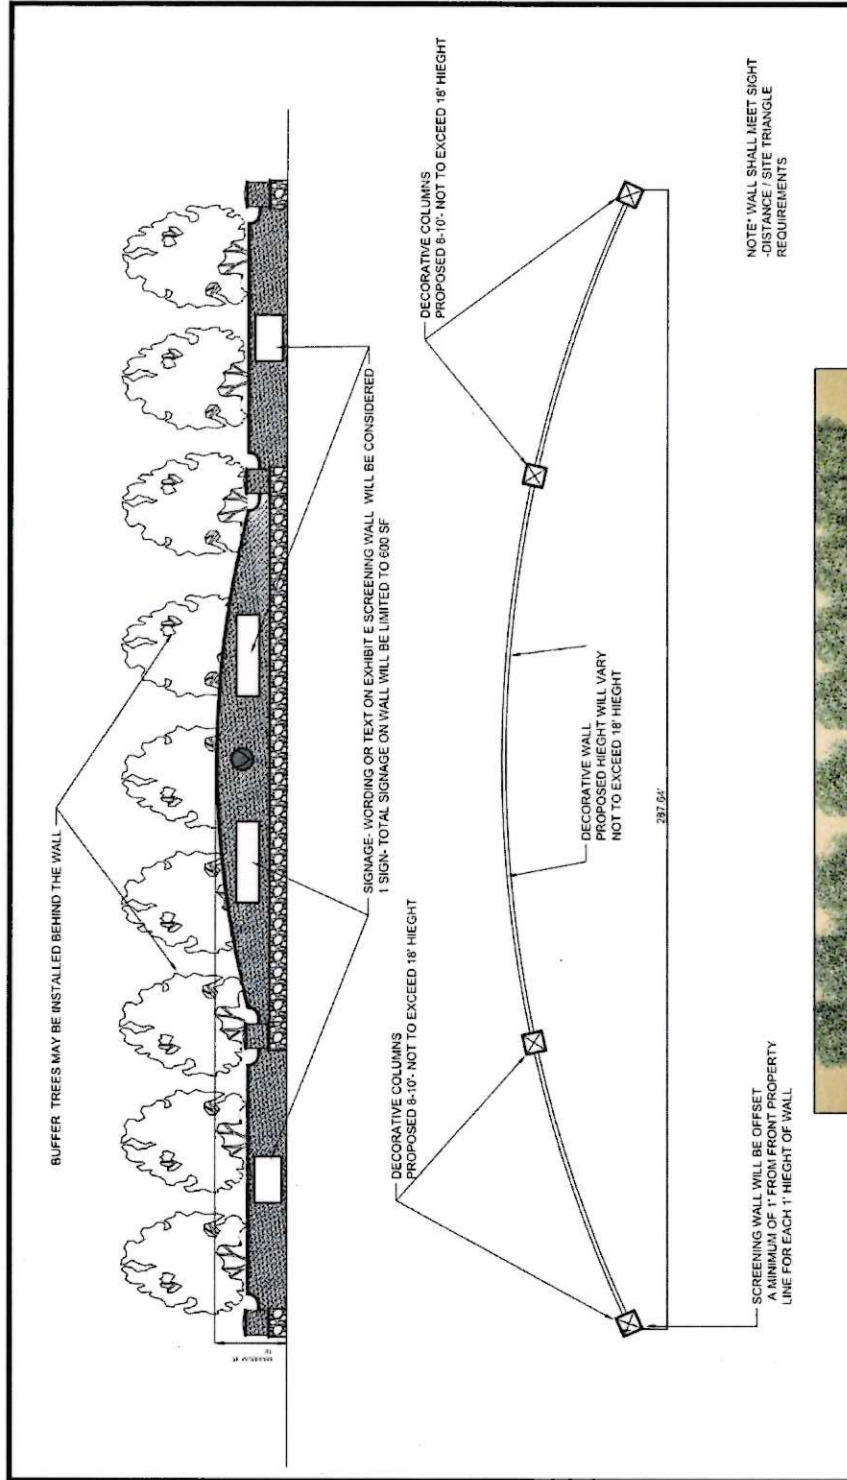 BUFFER TREES MAY BE INSTALLED BEHIND THE WALL
SIGNAGE- WORDING OR TEXT ON EXHIBIT E SCREENING WALL WILL BE CONSIDERED
1 SIGN- TOTAL SIGNAGE ON WALL WILL BE LIMITED TO 600 SF
DECORATIVE COLUMNS
PROPOSED 8-10'- NOT TO EXCEED 18' HIEGHT
DECORATIVE COLUMNS
PROPOSED 8-10'- NOT TO EXCEED 18' HIEGHT
DECORATIVE WALL
PROPOSED HIEGHT WILL VARY
NOT TO EXCEED 18' HIEGHT
287.64'
SCREENING WALL WILL BE OFFSET
A MINIMUM OF 1' FROM FRONT PROPERTY
LINE FOR EACH 1' HIEGHT OF WALL
NOTE* WALL SHALL MEET SIGHT
-DISTANCE / SITE TRIANGLE
REQUIREMENTS